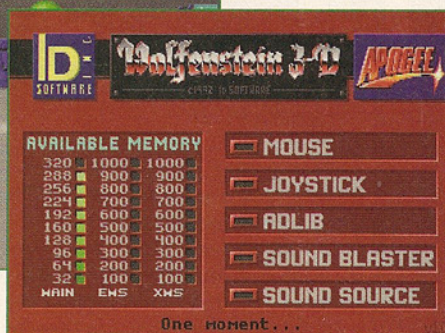 ID
SOFTWARE
INC
Wolfenstein 3-D
©1992 ID SOFTWARE
APOGEE
AVAILABLE MEMORY
320 1000 1000
288 900 900
256 800 800
224 700 700
192 600 600
160 500 500
128 400 400
96 300 300
64 200 200
32 100 100
MAIN EMS XMS
MOUSE
JOYSTICK
ADLIB
SOUND BLASTER
SOUND SOURCE
One moment...